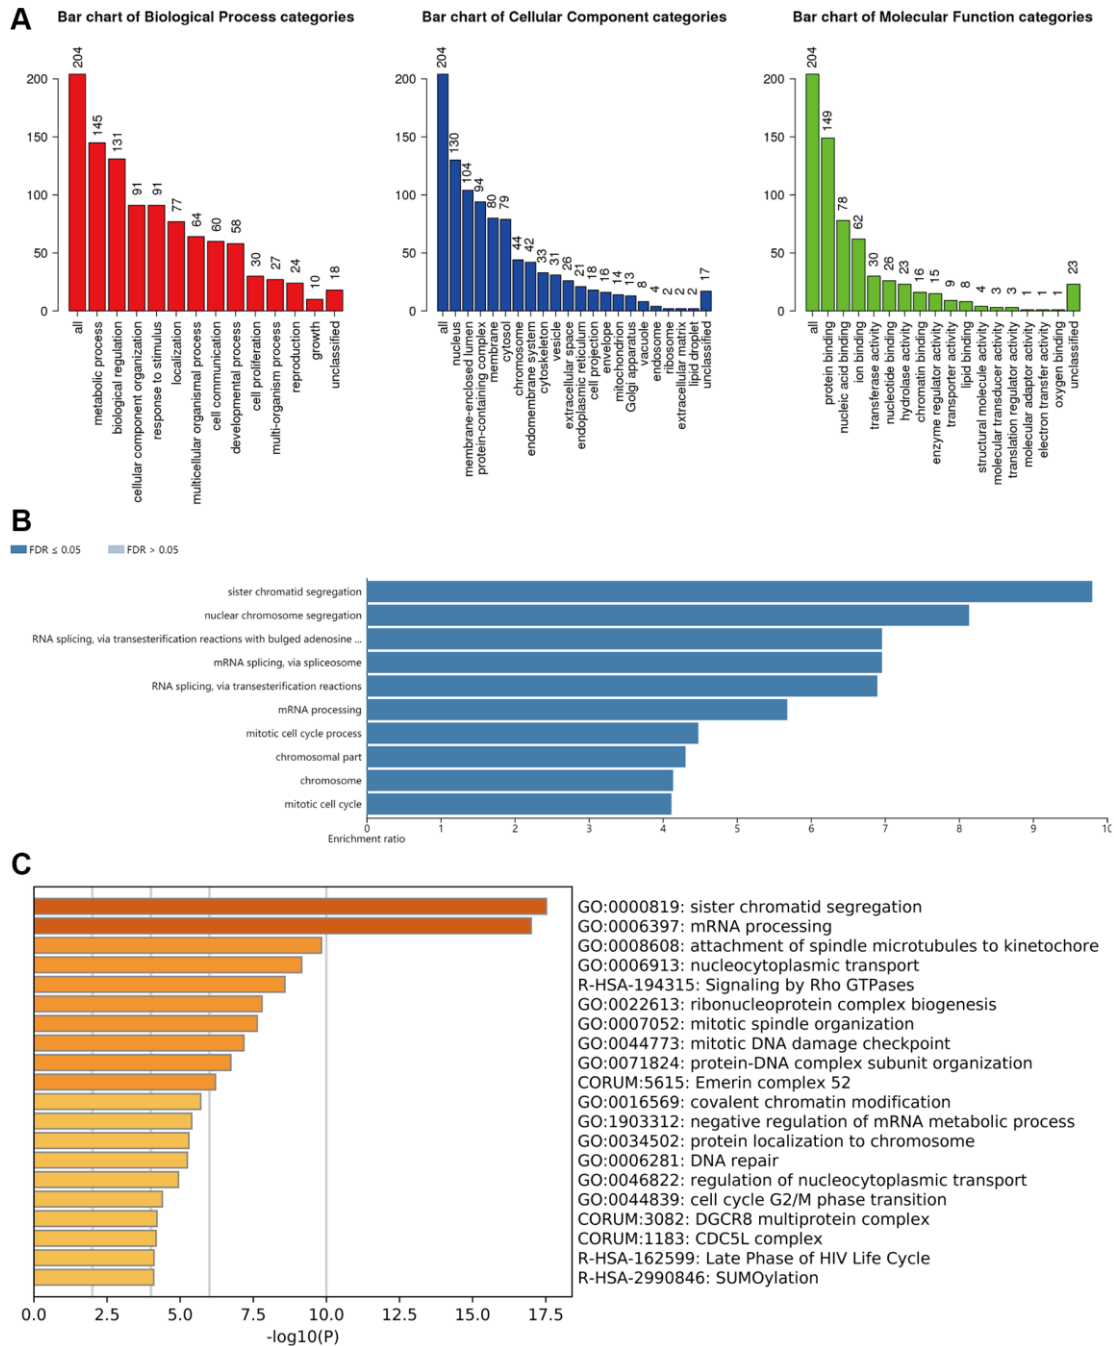 A
Bar chart of Biological Process categories
204
145
131
91
91
77
64
60
58
30
27
24
10
18
200
150
100
50
0
all
metabolic process
biological regulation
cellular component organization
response to stimulus
localization
multicellular organismal process
cell communication
developmental process
cell proliferation
multi-organism process
reproduction
growth
unclassified
Bar chart of Cellular Component categories
204
130
104
94
80
79
44
42
33
31
26
21
18
16
14
13
8
4
2
2
2
17
200
150
100
50
0
all
nucleus
membrane-enclosed lumen
protein-containing complex
membrane
cytosol
chromosome
endomembrane system
cytoskeleton
vesicle
extracellular space
endoplasmic reticulum
cell projection
envelope
mitochondrion
Golgi apparatus
vacuole
endosome
ribosome
extracellular matrix
lipid droplet
unclassified
Bar chart of Molecular Function categories
204
149
78
62
30
26
23
16
15
9
8
4
3
3
1
1
1
23
200
150
100
50
0
all
protein binding
nucleic acid binding
ion binding
transferase activity
nucleotide binding
hydrolase activity
chromatin binding
enzyme regulator activity
transporter activity
lipid binding
structural molecule activity
molecular transducer activity
translation regulator activity
molecular adaptor activity
electron transfer activity
oxygen binding
unclassified
B
FDR ≤ 0.05 FDR > 0.05
sister chromatid segregation
nuclear chromosome segregation
RNA splicing, via transesterification reactions with bulged adenosine ...
mRNA splicing, via spliceosome
RNA splicing, via transesterification reactions
mRNA processing
mitotic cell cycle process
chromosomal part
chromosome
mitotic cell cycle
0 1 2 3 4 5 6 7 8 9 10
Enrichment ratio
C
GO:0000819: sister chromatid segregation
GO:0006397: mRNA processing
GO:0008608: attachment of spindle microtubules to kinetochore
GO:0006913: nucleocytoplasmic transport
R-HSA-194315: Signaling by Rho GTPases
GO:0022613: ribonucleoprotein complex biogenesis
GO:0007052: mitotic spindle organization
GO:0044773: mitotic DNA damage checkpoint
GO:0071824: protein-DNA complex subunit organization
CORUM:5615: Emerin complex 52
GO:0016569: covalent chromatin modification
GO:1903312: negative regulation of mRNA metabolic process
GO:0034502: protein localization to chromosome
GO:0006281: DNA repair
GO:0046822: regulation of nucleocytoplasmic transport
GO:0044839: cell cycle G2/M phase transition
CORUM:3082: DGCR8 multiprotein complex
CORUM:1183: CDC5L complex
R-HSA-162599: Late Phase of HIV Life Cycle
R-HSA-2990846: SUMOylation
0.0 2.5 5.0 7.5 10.0 12.5 15.0 17.5
-log10(P)